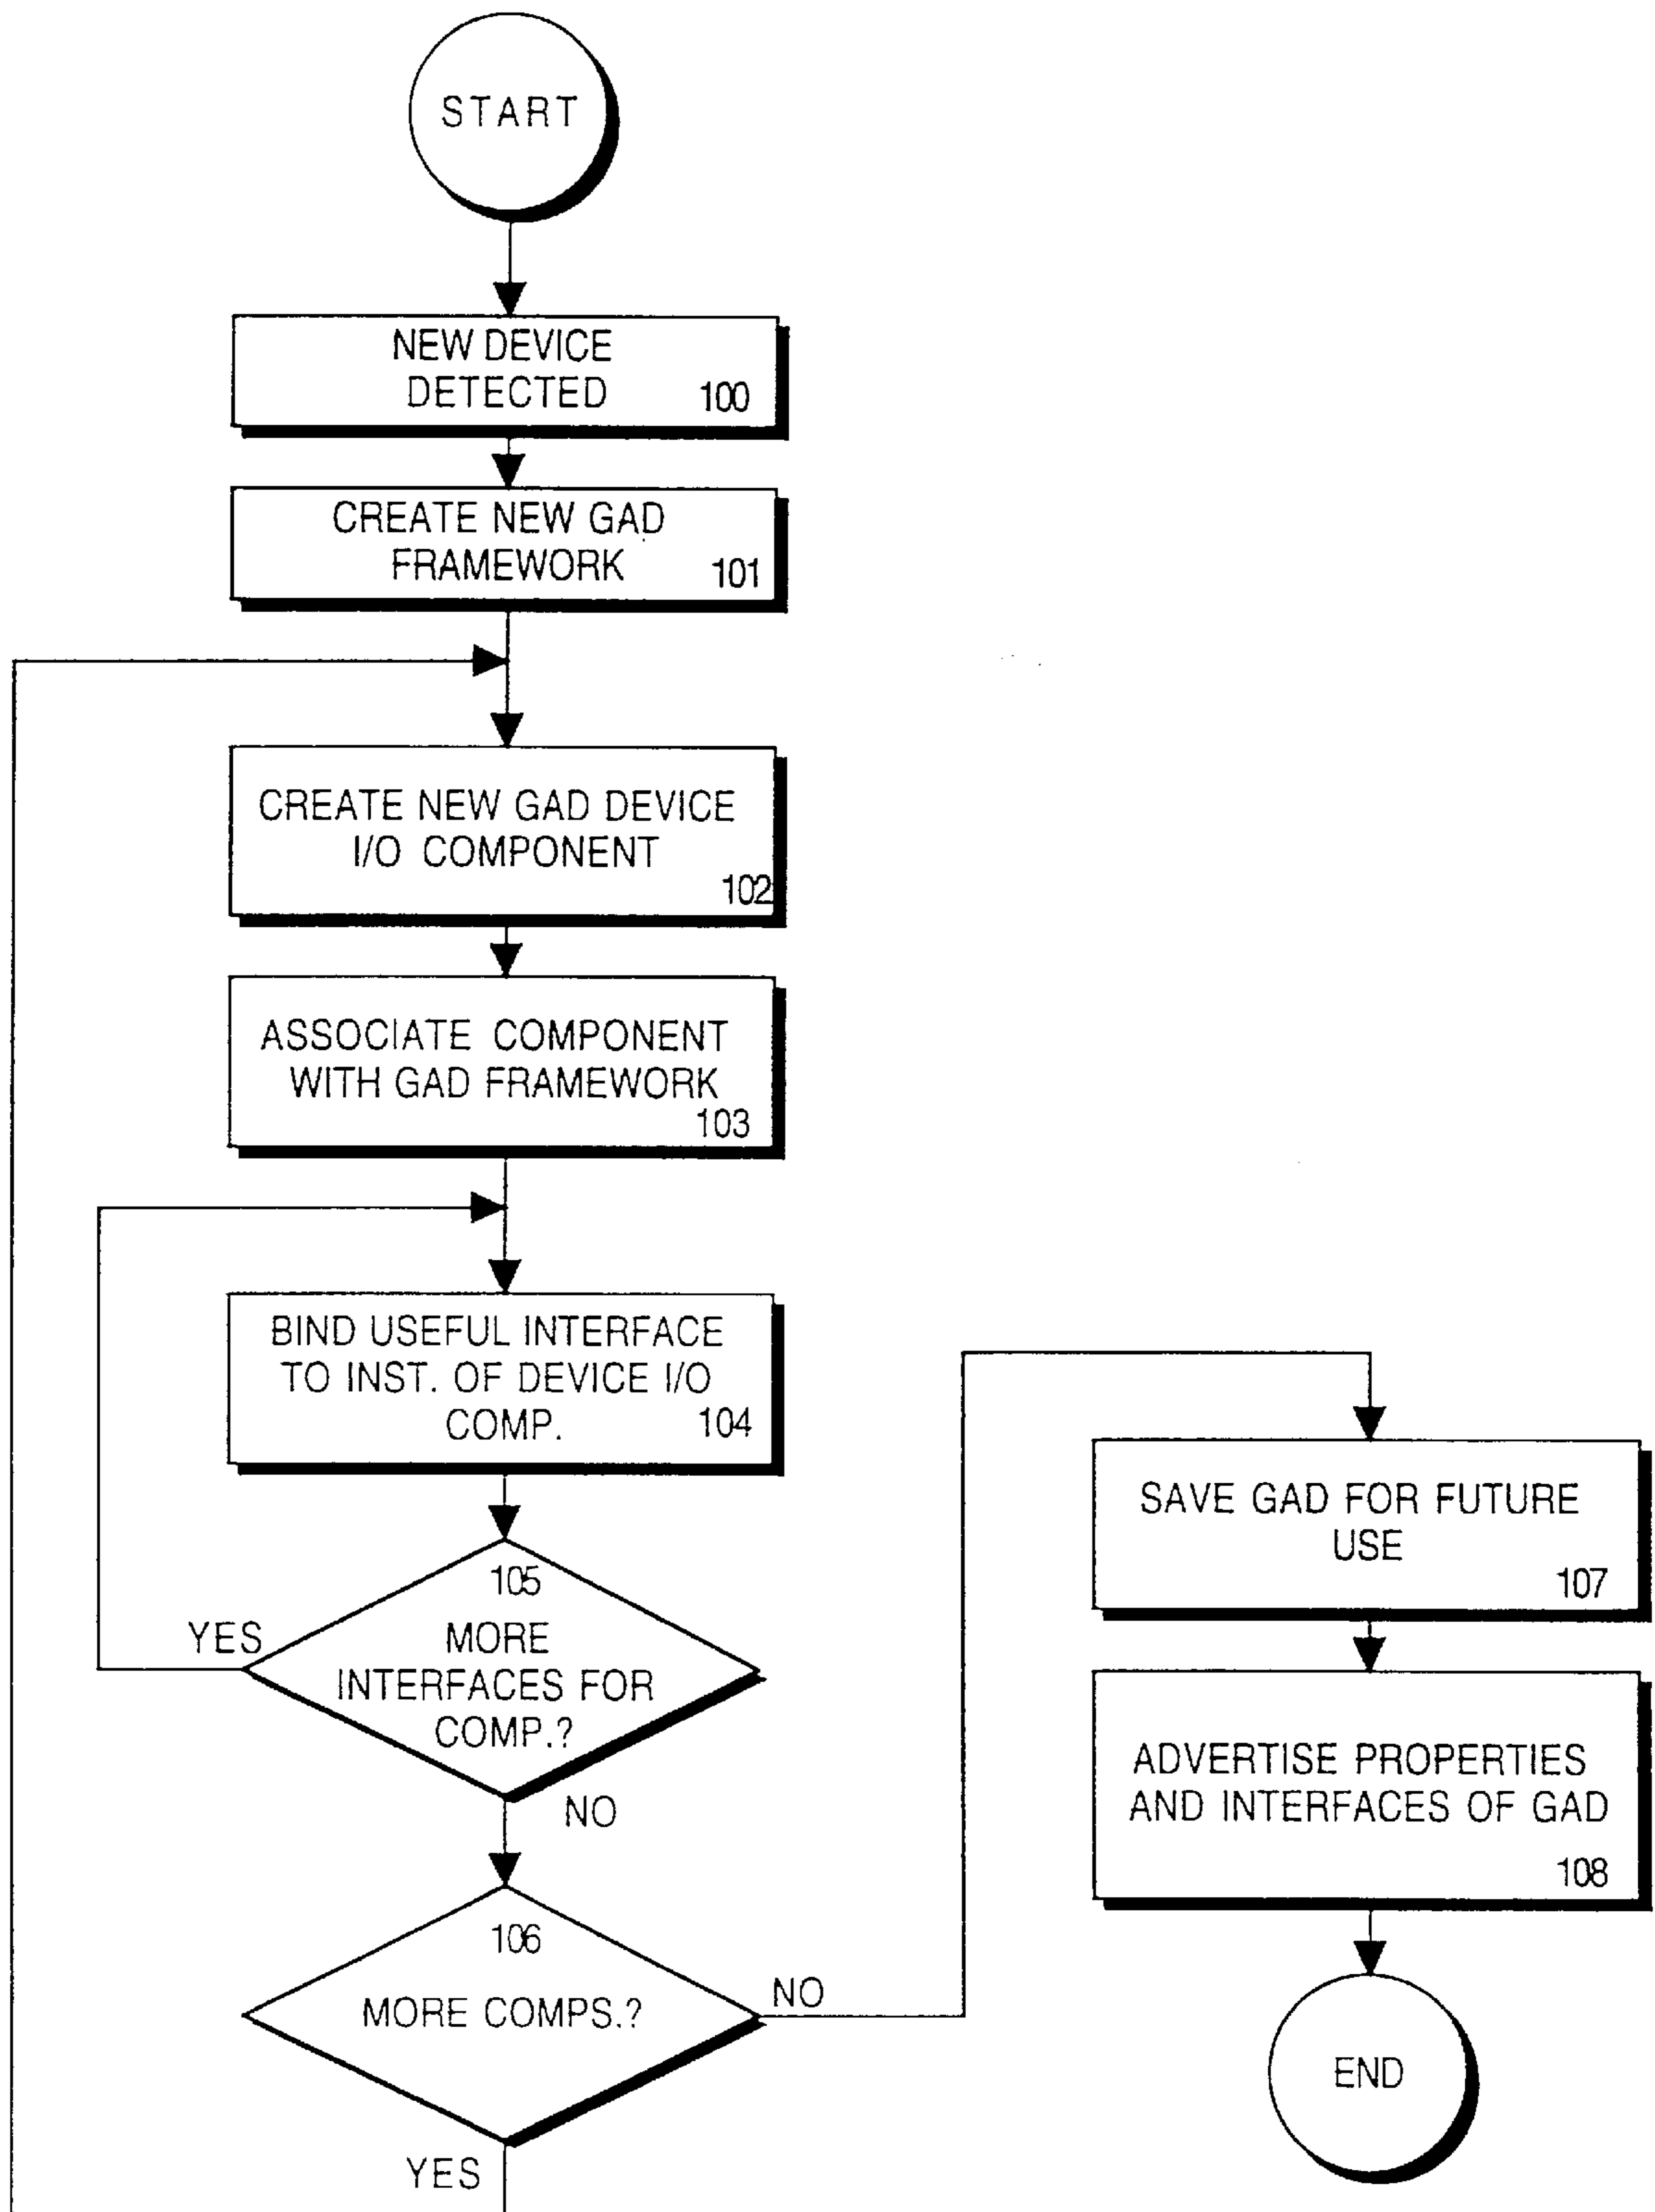 START
NEW DEVICE
DETECTED 100
CREATE NEW GAD
FRAMEWORK 101
CREATE NEW GAD DEVICE
I/O COMPONENT
102
ASSOCIATE COMPONENT
WITH GAD FRAMEWORK
103
BIND USEFUL INTERFACE
TO INST. OF DEVICE I/O
COMP. 104
105
YES
MORE
INTERFACES FOR
COMP.?
NO
106
MORE COMPS.?
NO
YES
SAVE GAD FOR FUTURE
USE
107
ADVERTISE PROPERTIES
AND INTERFACES OF GAD
108
END